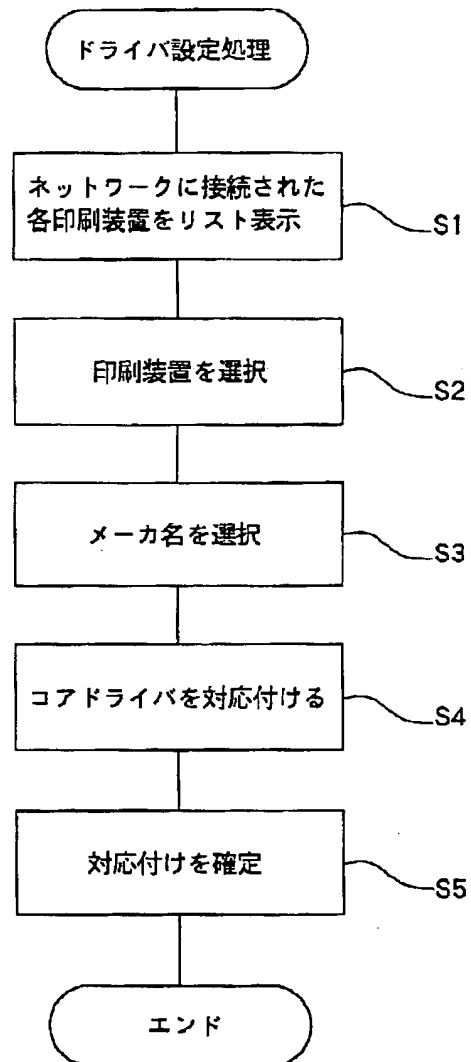 ドライバ設定処理
ネットワークに接続された
各印刷装置をリスト表示
S1
印刷装置を選択
S2
メーカ名を選択
S3
コアドライバを対応付ける
S4
対応付けを確定
S5
エンド